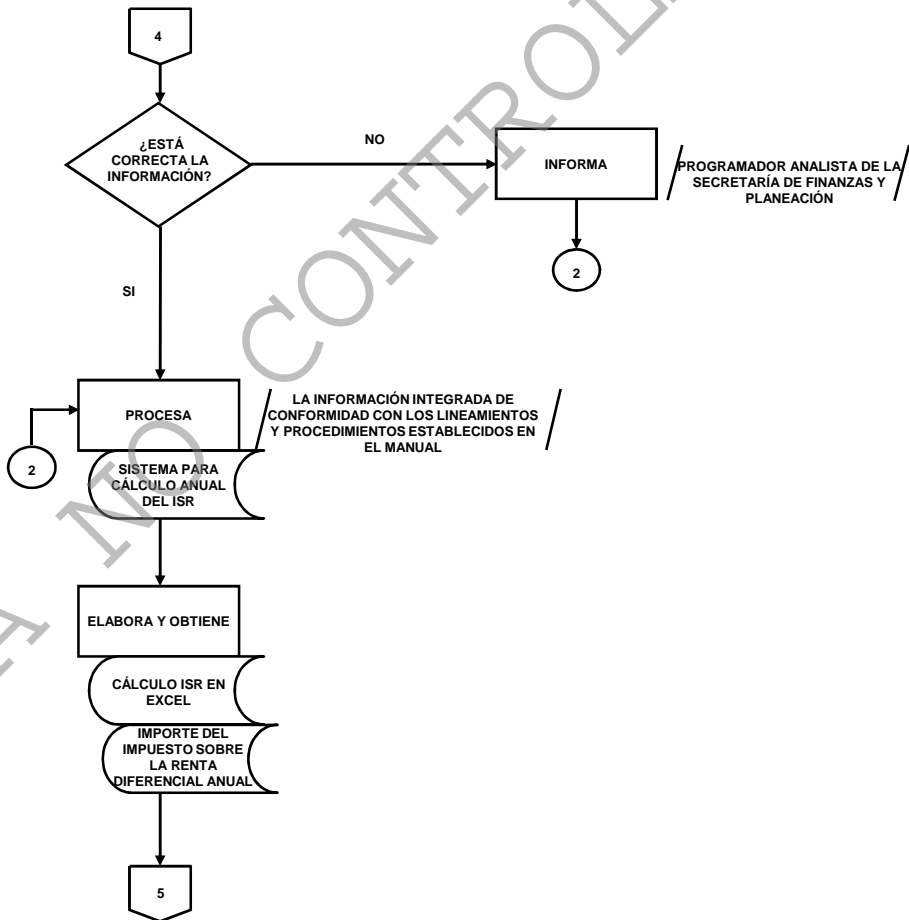 4
¿ESTÁ
CORRECTA LA
INFORMACIÓN?
NO
INFORMA
PROGRAMADOR ANALISTA DE LA
SECRETARÍA DE FINANZAS Y
PLANEACIÓN
2
SI
PROCESA
LA INFORMACIÓN INTEGRADA DE
CONFORMIDAD CON LOS LINEAMIENTOS
Y PROCEDIMIENTOS ESTABLECIDOS EN
EL MANUAL
2
SISTEMA PARA
CÁLCULO ANUAL
DEL ISR
ELABORA Y OBTIENE
CÁLCULO ISR EN
EXCEL
IMPORTE DEL
IMPUESTO SOBRE
LA RENTA
DIFERENCIAL ANUAL
5
A NO CONTROL